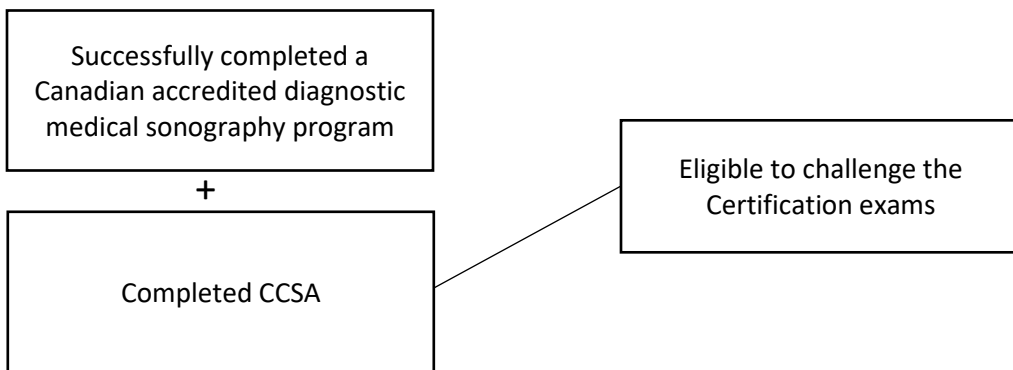 Successfully completed a
Canadian accredited diagnostic
medical sonography program
+
Completed CCSA
Eligible to challenge the
Certification exams